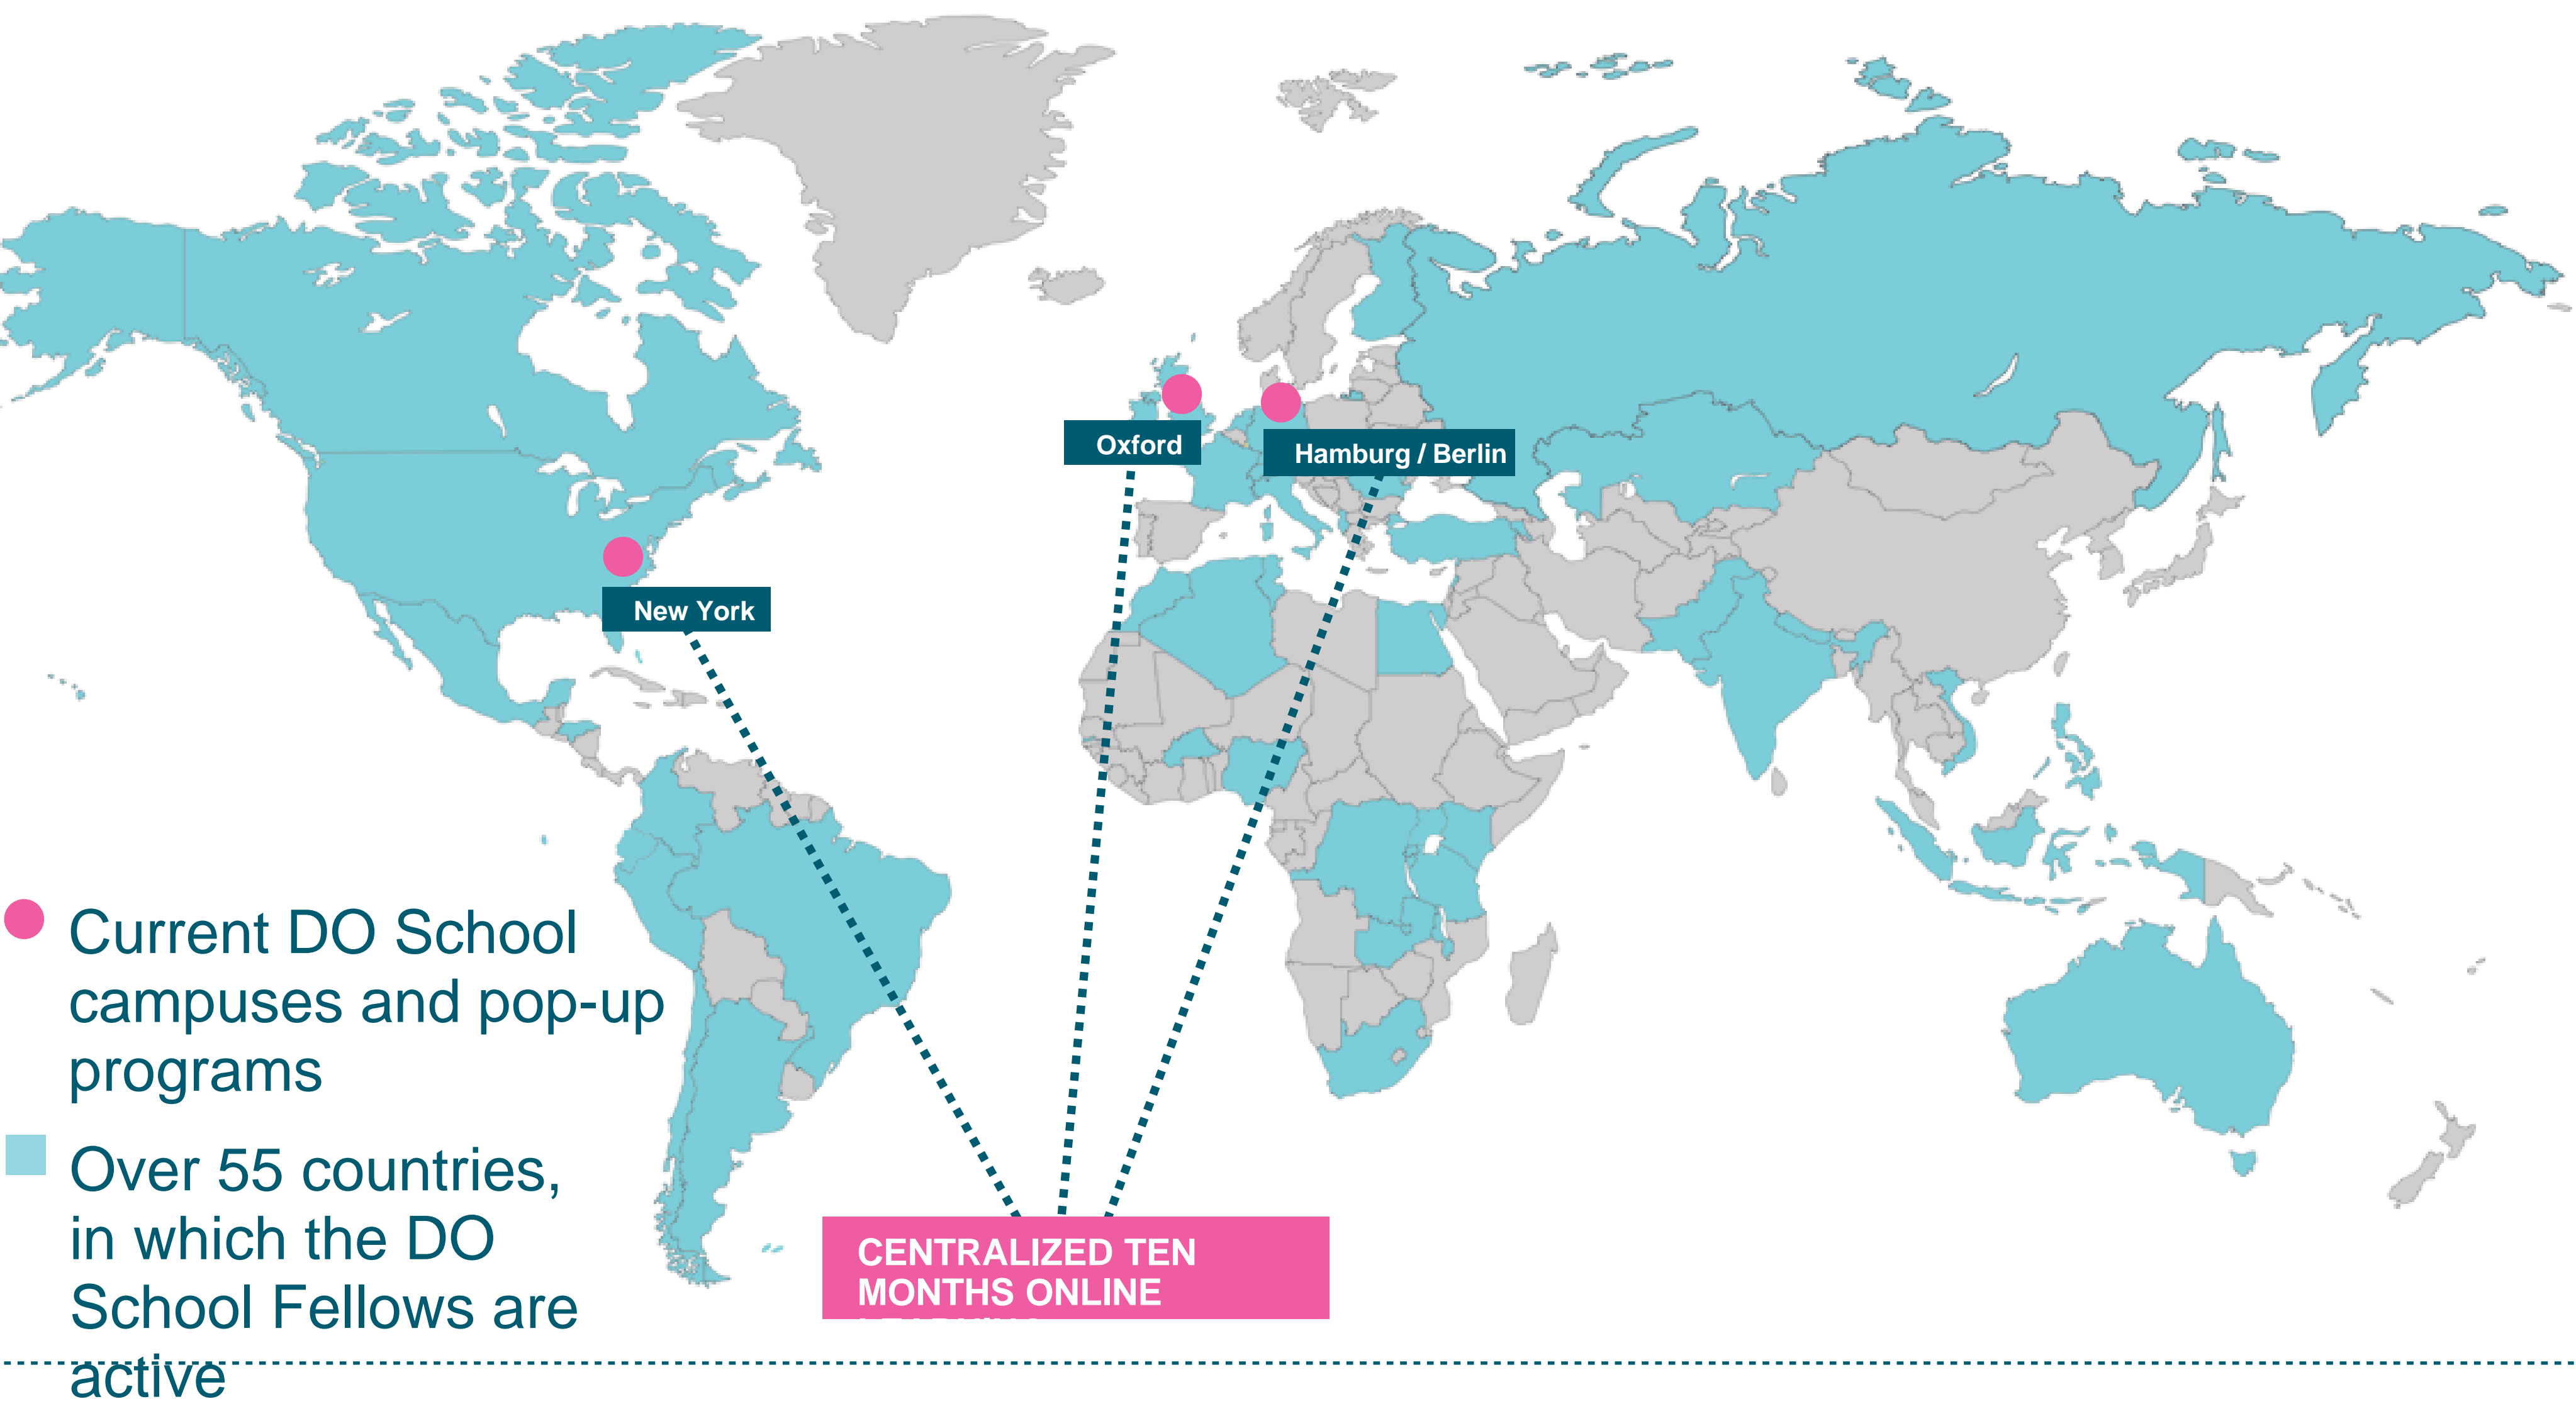 Oxford
Hamburg / Berlin
New York
Current DO School
campuses and pop-up
programs
Over 55 countries,
in which the DO
School Fellows are
active
CENTRALIZED TEN
MONTHS ONLINE